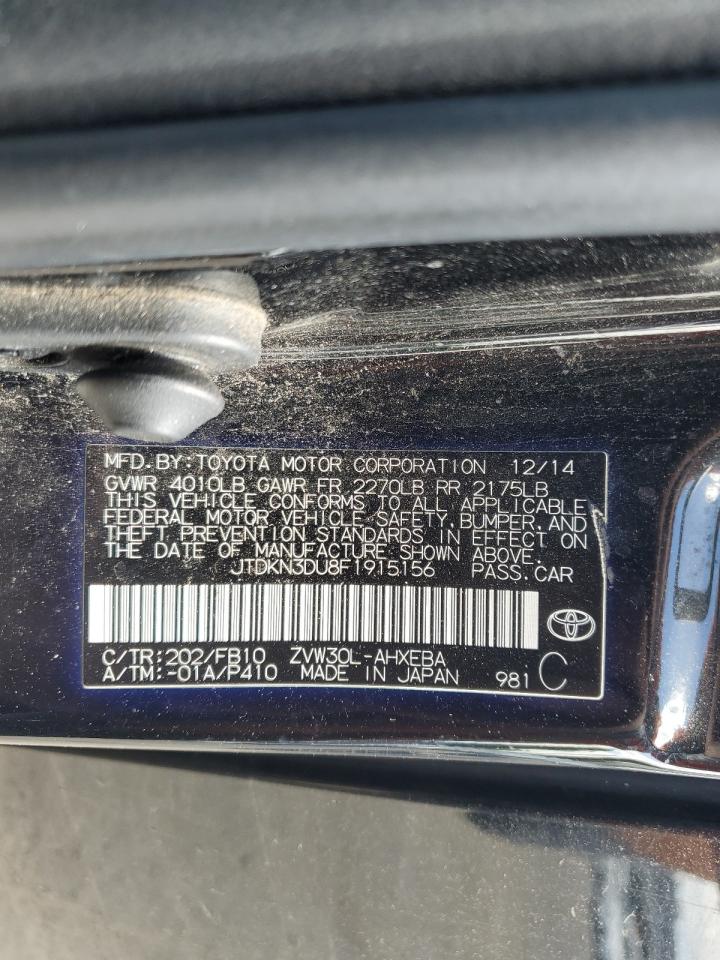 MFD.BY:TOYOTA MOTOR CORPORATION 12/14
GVWR 4010LB GAWR FR 2270LB RR 2175LB
THIS VEHICLE CONFORMS TO ALL APPLICABLE
FEDERAL MOTOR VEHICLE SAFETY,BUMPER,AND
THEFT PREVENTION STANDARDS IN EFFECT ON
THE DATE OF MANUFACTURE SHOWN ABOVE.
JTDKN3DU8F1915156 PASS.CAR
C/TR:202/FB10 ZVW30L-AHXEBA
A/TM:-01A/P410 MADE IN JAPAN 981 C